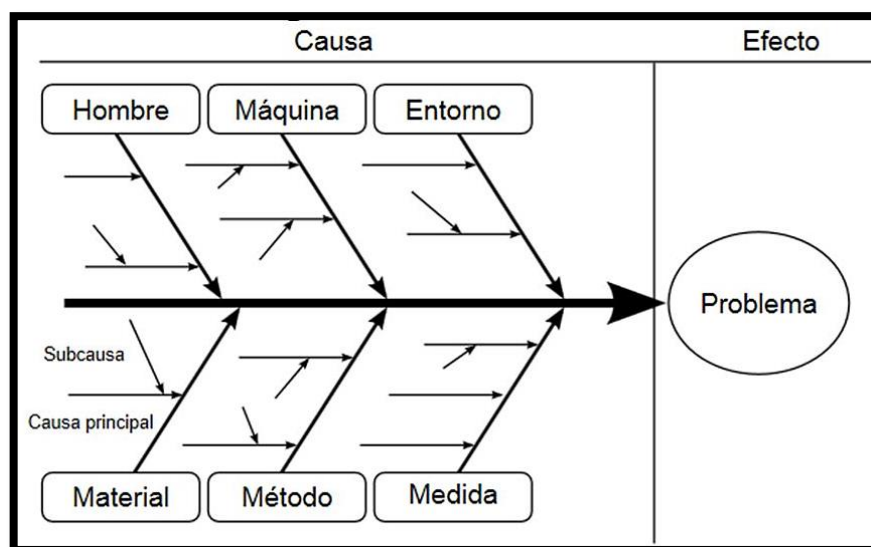 Causa
Efecto
Hombre
Máquina
Entorno
Problema
Subcausa
Causa principal
Material
Método
Medida